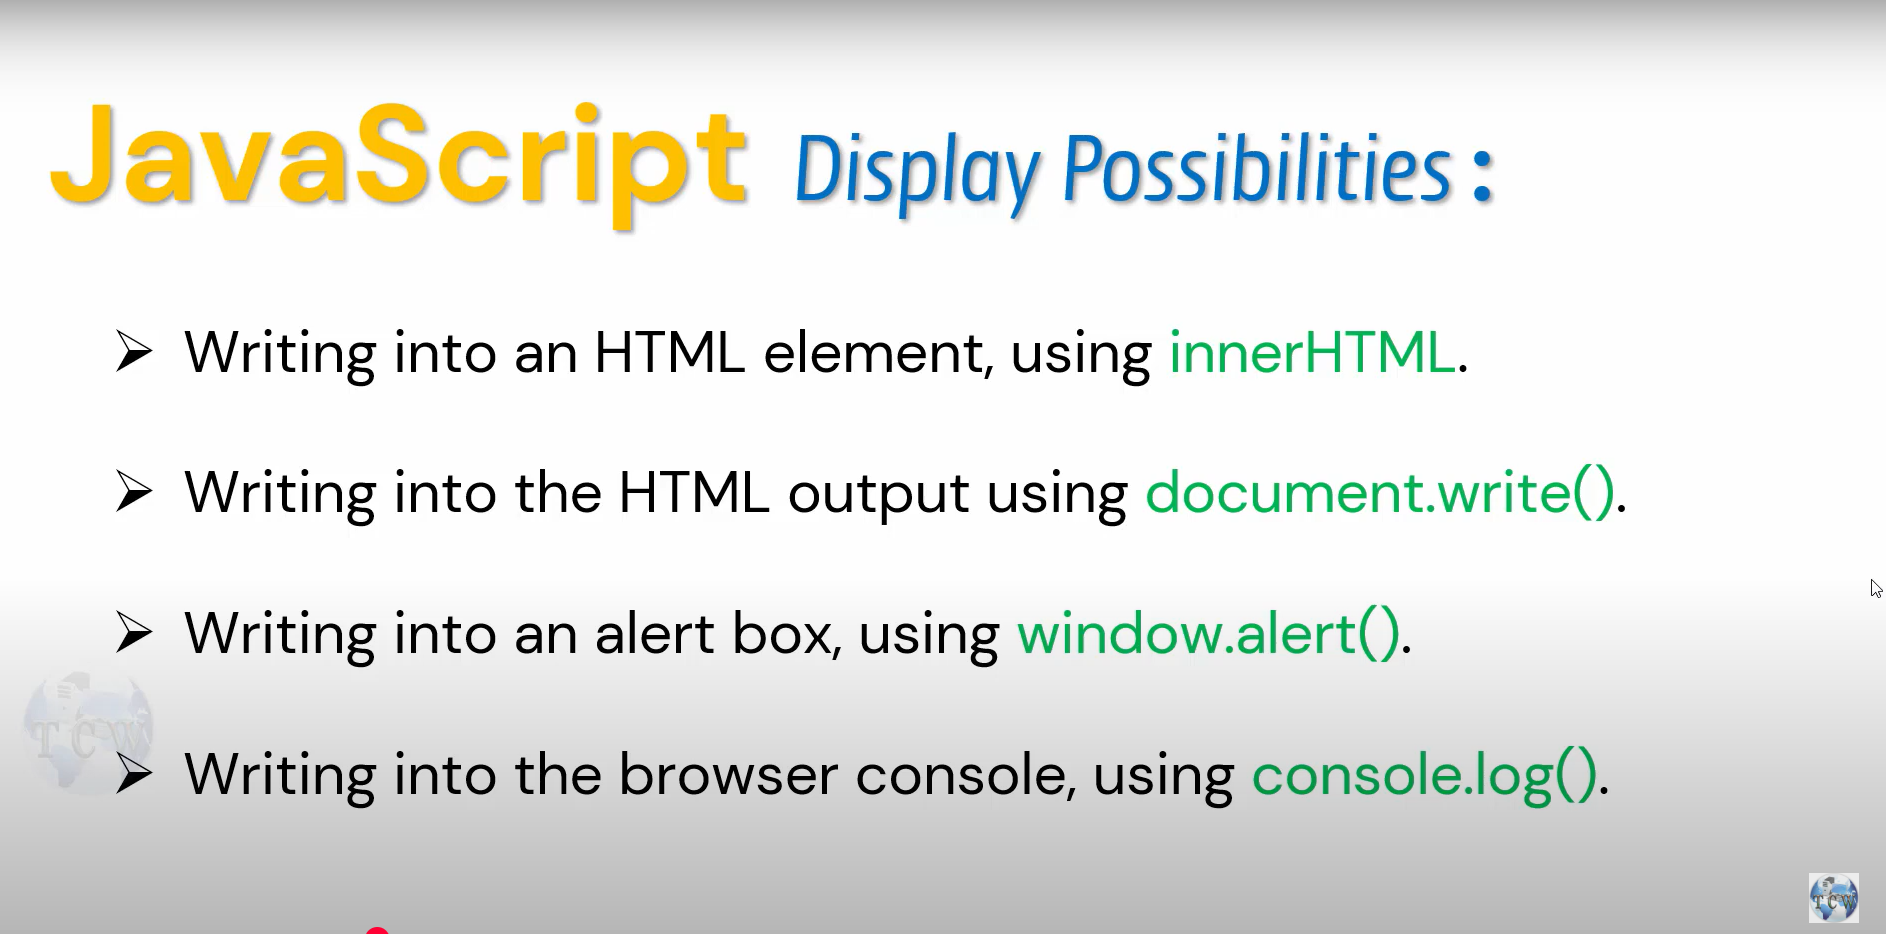 JavaScript Display Possibilities :
➢ Writing into an HTML element, using innerHTML.
➢ Writing into the HTML output using document.write().
➢ Writing into an alert box, using window.alert().
➢ Writing into the browser console, using console.log().
TCW
TCW